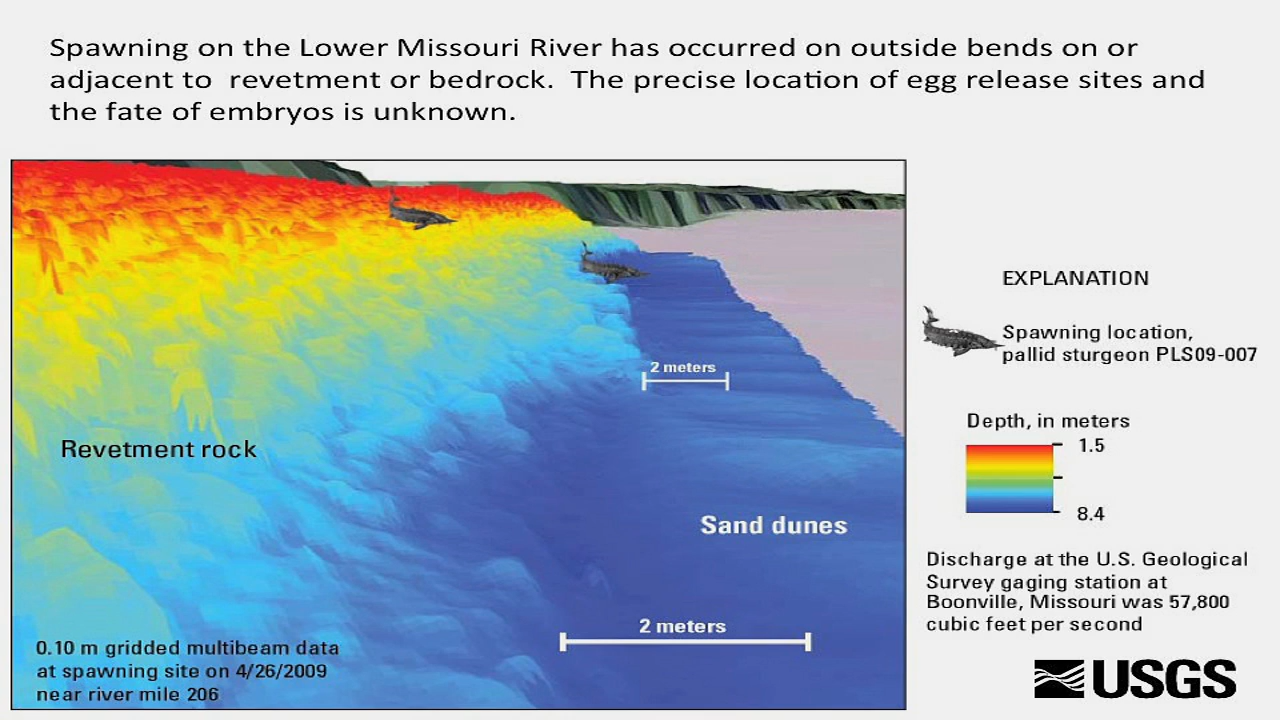 Spawning on the Lower Missouri River has occurred on outside bends on or
adjacent to revetment or bedrock. The precise location of egg release sites and
the fate of embryos is unknown.
EXPLANATION
Spawning location,
pallid sturgeon PLS09-007
2 meters
Depth, in meters
1.5
8.4
Revetment rock
Sand dunes
Discharge at the U.S. Geological
Survey gaging station at
Boonville, Missouri was 57,800
cubic feet per second
2 meters
0.10 m gridded multibeam data
at spawning site on 4/26/2009
near river mile 206
USGS